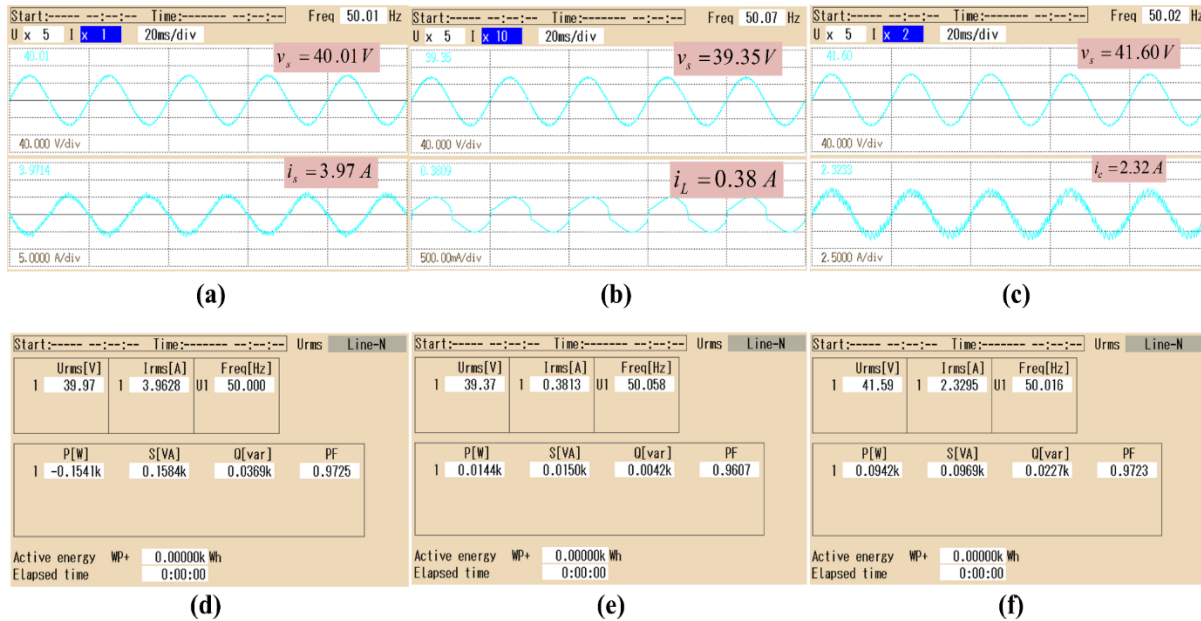 Start:----- --:--:-- Time:------- --:--:-- Freq 50.01 Hz
U x 5 I x 1 20ms/div
40.01
v_s = 40.01 V
40.000 V/div
3.9714
i_s = 3.97 A
5.0000 A/div
(a)
Start:----- --:--:-- Time:------- --:--:-- Freq 50.07 Hz
U x 5 I x 10 20ms/div
39.35
v_s = 39.35 V
40.000 V/div
0.3809
i_L = 0.38 A
500.00mA/div
(b)
Start:----- --:--:-- Time:------- --:--:-- Freq 50.02 Hz
U x 5 I x 2 20ms/div
41.60
v_s = 41.60 V
40.000 V/div
2.3233
i_c = 2.32 A
2.5000 A/div
(c)
Start:----- --:--:-- Time:------- --:--:-- Urms Line-N
Urms[V] Irms[A] Freq[Hz]
1 39.97 1 3.9628 U1 50.000
P[W] S[VA] Q[var] PF
1 -0.1541k 0.1584k 0.0369k 0.9725
Active energy WP+ 0.00000k Wh
Elapsed time 0:00:00
(d)
Start:----- --:--:-- Time:------- --:--:-- Urms Line-N
Urms[V] Irms[A] Freq[Hz]
1 39.37 1 0.3813 U1 50.058
P[W] S[VA] Q[var] PF
1 0.0144k 0.0150k 0.0042k 0.9607
Active energy WP+ 0.00000k Wh
Elapsed time 0:00:00
(e)
Start:----- --:--:-- Time:------- --:--:-- Urms Line-N
Urms[V] Irms[A] Freq[Hz]
1 41.59 1 2.3295 U1 50.016
P[W] S[VA] Q[var] PF
1 0.0942k 0.0969k 0.0227k 0.9723
Active energy WP+ 0.00000k Wh
Elapsed time 0:00:00
(f)